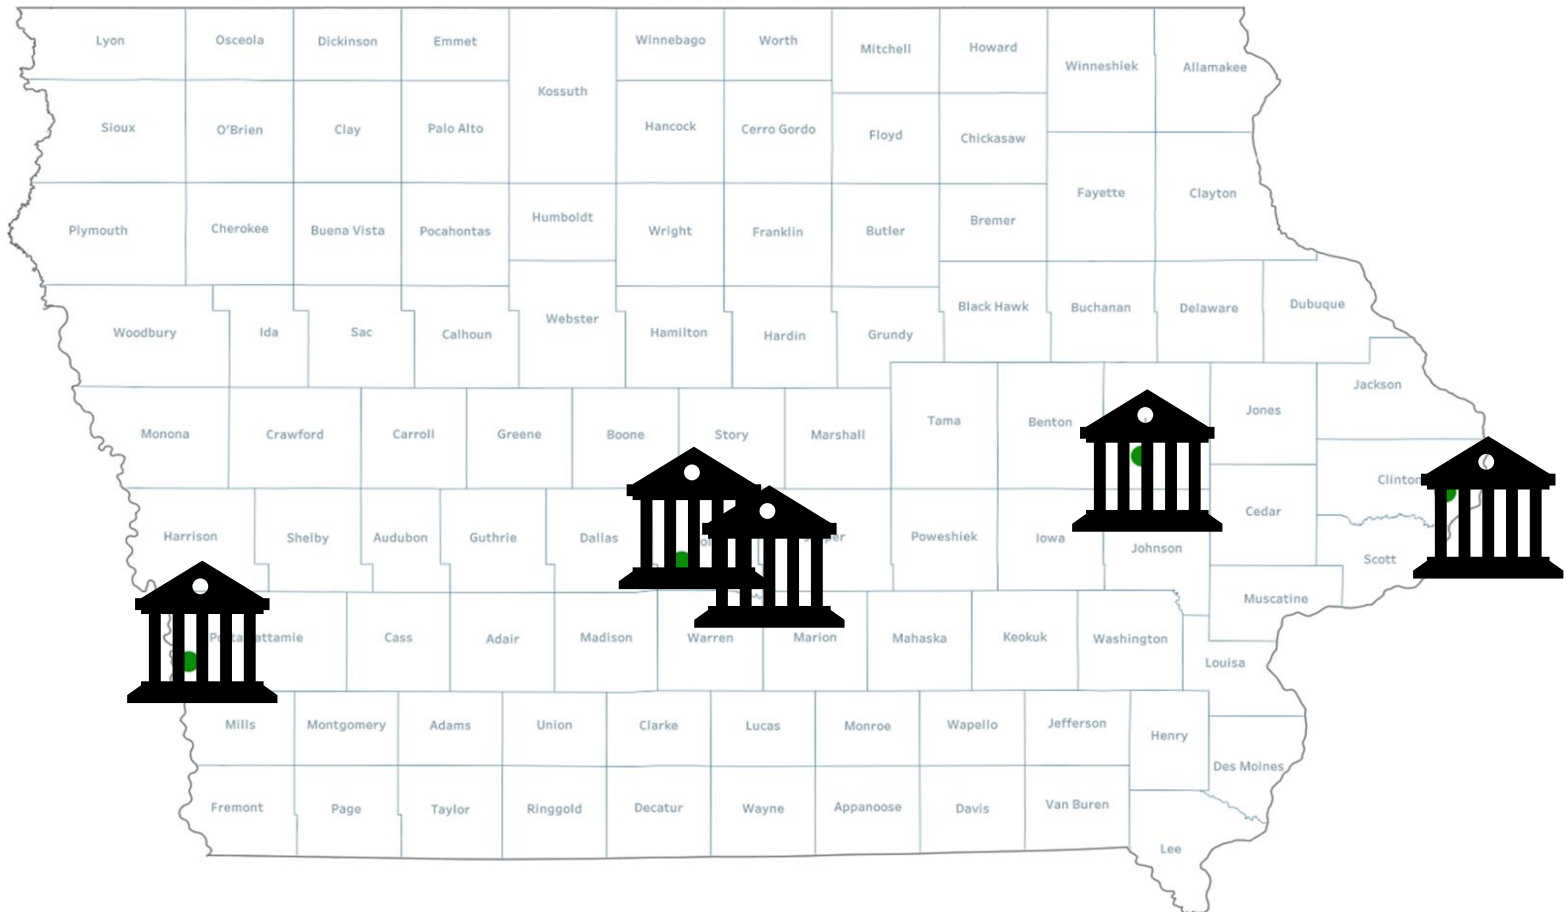 Lyon
Osceola
Dickinson
Emmet
Kossuth
Winnebago
Worth
Mitchell
Howard
Winneshiek
Allamakee
Sioux
O'Brien
Clay
Palo Alto
Hancock
Cerro Gordo
Floyd
Chickasaw
Fayette
Clayton
Plymouth
Cherokee
Buena Vista
Pocahontas
Humboldt
Wright
Franklin
Butler
Bremer
Woodbury
Ida
Sac
Calhoun
Webster
Hamilton
Hardin
Grundy
Black Hawk
Buchanan
Delaware
Dubuque
Monona
Crawford
Carroll
Greene
Boone
Story
Marshall
Tama
Benton
Jones
Jackson
Clinton
Harrison
Shelby
Audubon
Guthrie
Dallas
Poweshiek
Iowa
Johnson
Cedar
Scott
Muscatine
Cass
Adair
Madison
Warren
Marion
Mahaska
Keokuk
Washington
Louisa
Mills
Montgomery
Adams
Union
Clarke
Lucas
Monroe
Wapello
Jefferson
Henry
Des Moines
Fremont
Page
Taylor
Ringgold
Decatur
Wayne
Appanoose
Davis
Van Buren
Lee